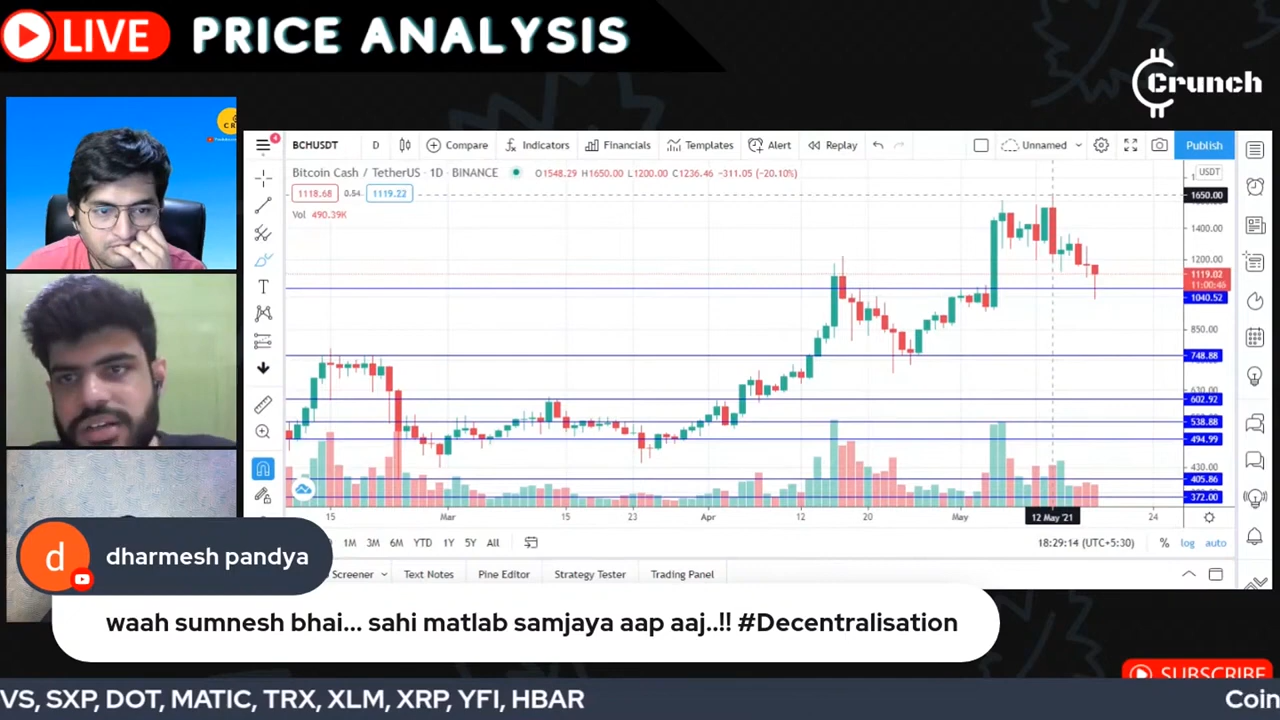 LIVE PRICE ANALYSIS
Crunch
BCHUSDT D Compare Indicators Financials Templates Alert Replay Unnamed Publish
Bitcoin Cash / TetherUS · 1D · BINANCE O1548.29 H1650.00 L1200.00 C1236.46 -311.05 (-20.10%)
USDT
1118.68 0.54 1119.22
1650.00
Vol 490.39K
1400.00
1200.00
1119.02
11:00:46
1040.52
850.00
748.88
602.92
538.88
494.99
430.00
405.86
372.00
15 Mar 15 23 Apr 12 20 May 12 May '21 24
1M 3M 6M YTD 1Y 5Y All 18:29:14 (UTC+5:30) % log auto
Screener Text Notes Pine Editor Strategy Tester Trading Panel
d dharmesh pandya
waah sumnesh bhai... sahi matlab samjaya aap aaj..!! #Decentralisation
SUBSCRIBE
VS, SXP, DOT, MATIC, TRX, XLM, XRP, YFI, HBAR Coin